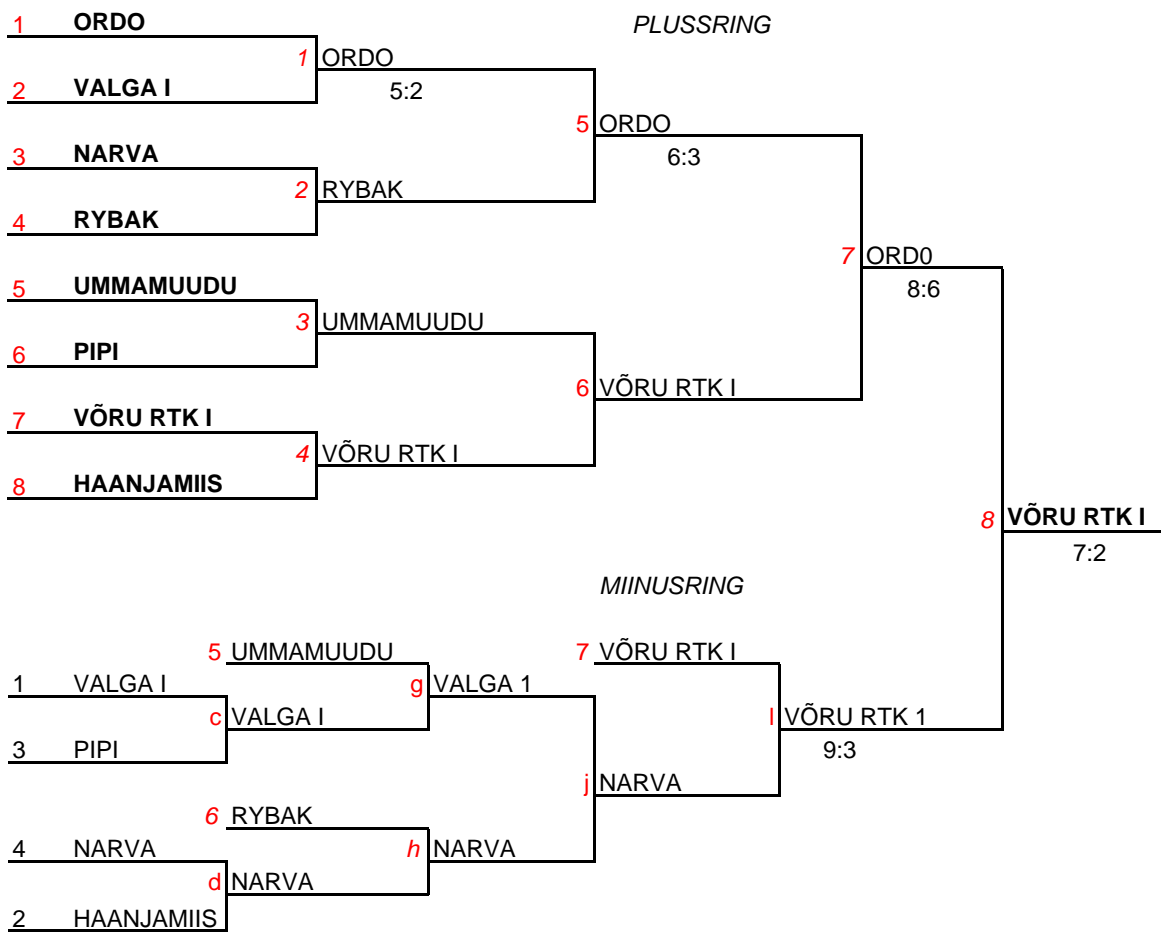 1 ORDO
PLUSSRING
1 ORDO
2 VALGA I
5:2
5 ORDO
3 NARVA
6:3
2 RYBAK
4 RYBAK
7 ORD0
5 UMMAMUUDU
8:6
3 UMMAMUUDU
6 PIPI
6 VÕRU RTK I
7 VÕRU RTK I
4 VÕRU RTK I
8 HAANJAMIIS
8 VÕRU RTK I
7:2
MIINUSRING
5 UMMAMUUDU
7 VÕRU RTK I
1 VALGA I
g VALGA 1
c VALGA I
l VÕRU RTK 1
3 PIPI
9:3
j NARVA
6 RYBAK
4 NARVA
h NARVA
d NARVA
2 HAANJAMIIS